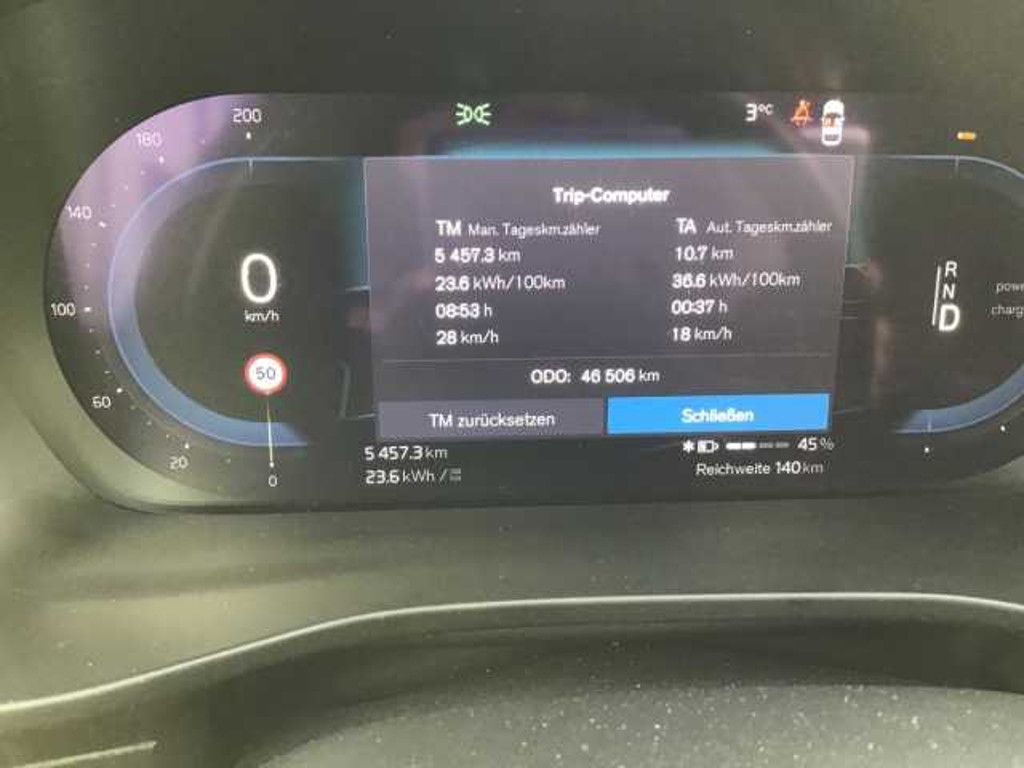 200
180
140
100
60
20
0
0
km/h
50
3°C
Trip-Computer
TM Man. Tageskm.zähler
5 457.3 km
23.6 kWh/100km
08:53 h
28 km/h
TA Aut. Tageskm.zähler
10.7 km
36.6 kWh/100km
00:37 h
18 km/h
ODO: 46 506 km
TM zurücksetzen
Schließen
5 457.3 km
23.6 kWh /
45 %
Reichweite 140 km
R
N
D